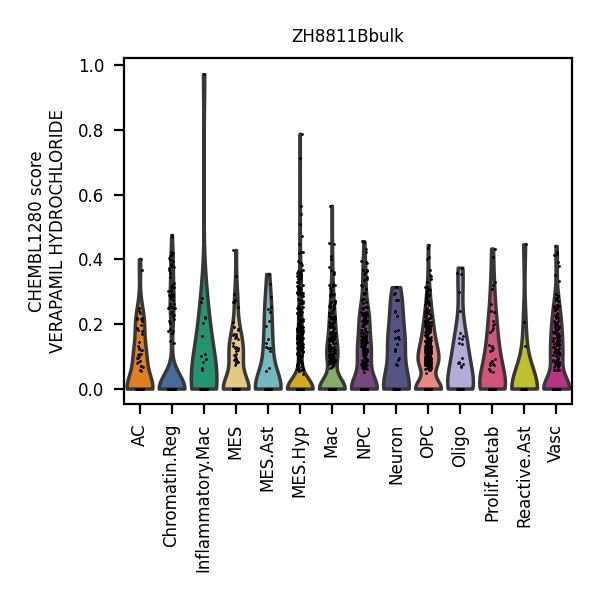 ZH8811Bbulk
CHEMBL1280 score
VERAPAMIL HYDROCHLORIDE
1.0
0.8
0.6
0.4
0.2
0.0
AC
Chromatin.Reg
Inflammatory.Mac
MES
MES.Ast
MES.Hyp
Mac
NPC
Neuron
OPC
Oligo
Prolif.Metab
Reactive.Ast
Vasc